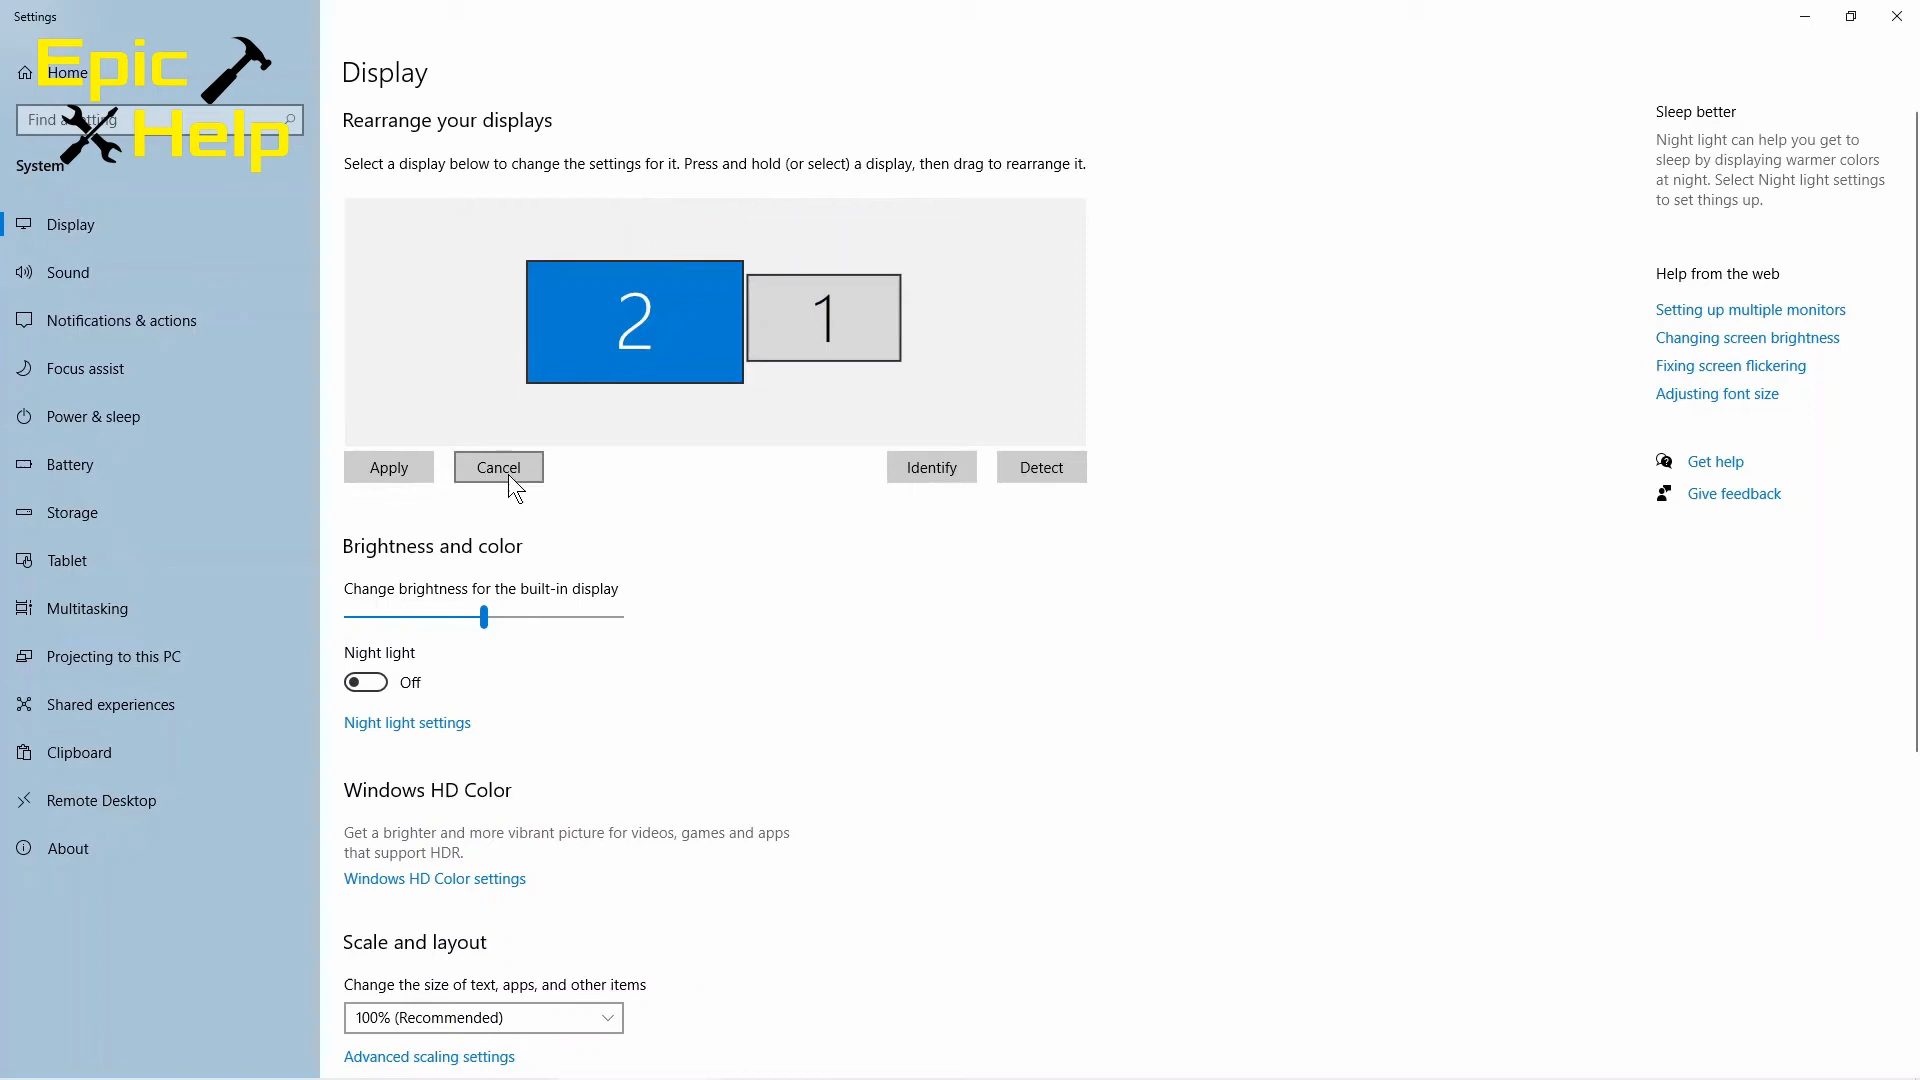 Settings
Epic
Help
Home
Find a setting
System
Display
Sound
Notifications & actions
Focus assist
Power & sleep
Battery
Storage
Tablet
Multitasking
Projecting to this PC
Shared experiences
Clipboard
Remote Desktop
About
Display
Rearrange your displays
Select a display below to change the settings for it. Press and hold (or select) a display, then drag to rearrange it.
2
1
Apply
Cancel
Identify
Detect
Brightness and color
Change brightness for the built-in display
Night light
Off
Night light settings
Windows HD Color
Get a brighter and more vibrant picture for videos, games and apps
that support HDR.
Windows HD Color settings
Scale and layout
Change the size of text, apps, and other items
100% (Recommended)
Advanced scaling settings
Sleep better
Night light can help you get to
sleep by displaying warmer colors
at night. Select Night light settings
to set things up.
Help from the web
Setting up multiple monitors
Changing screen brightness
Fixing screen flickering
Adjusting font size
Get help
Give feedback